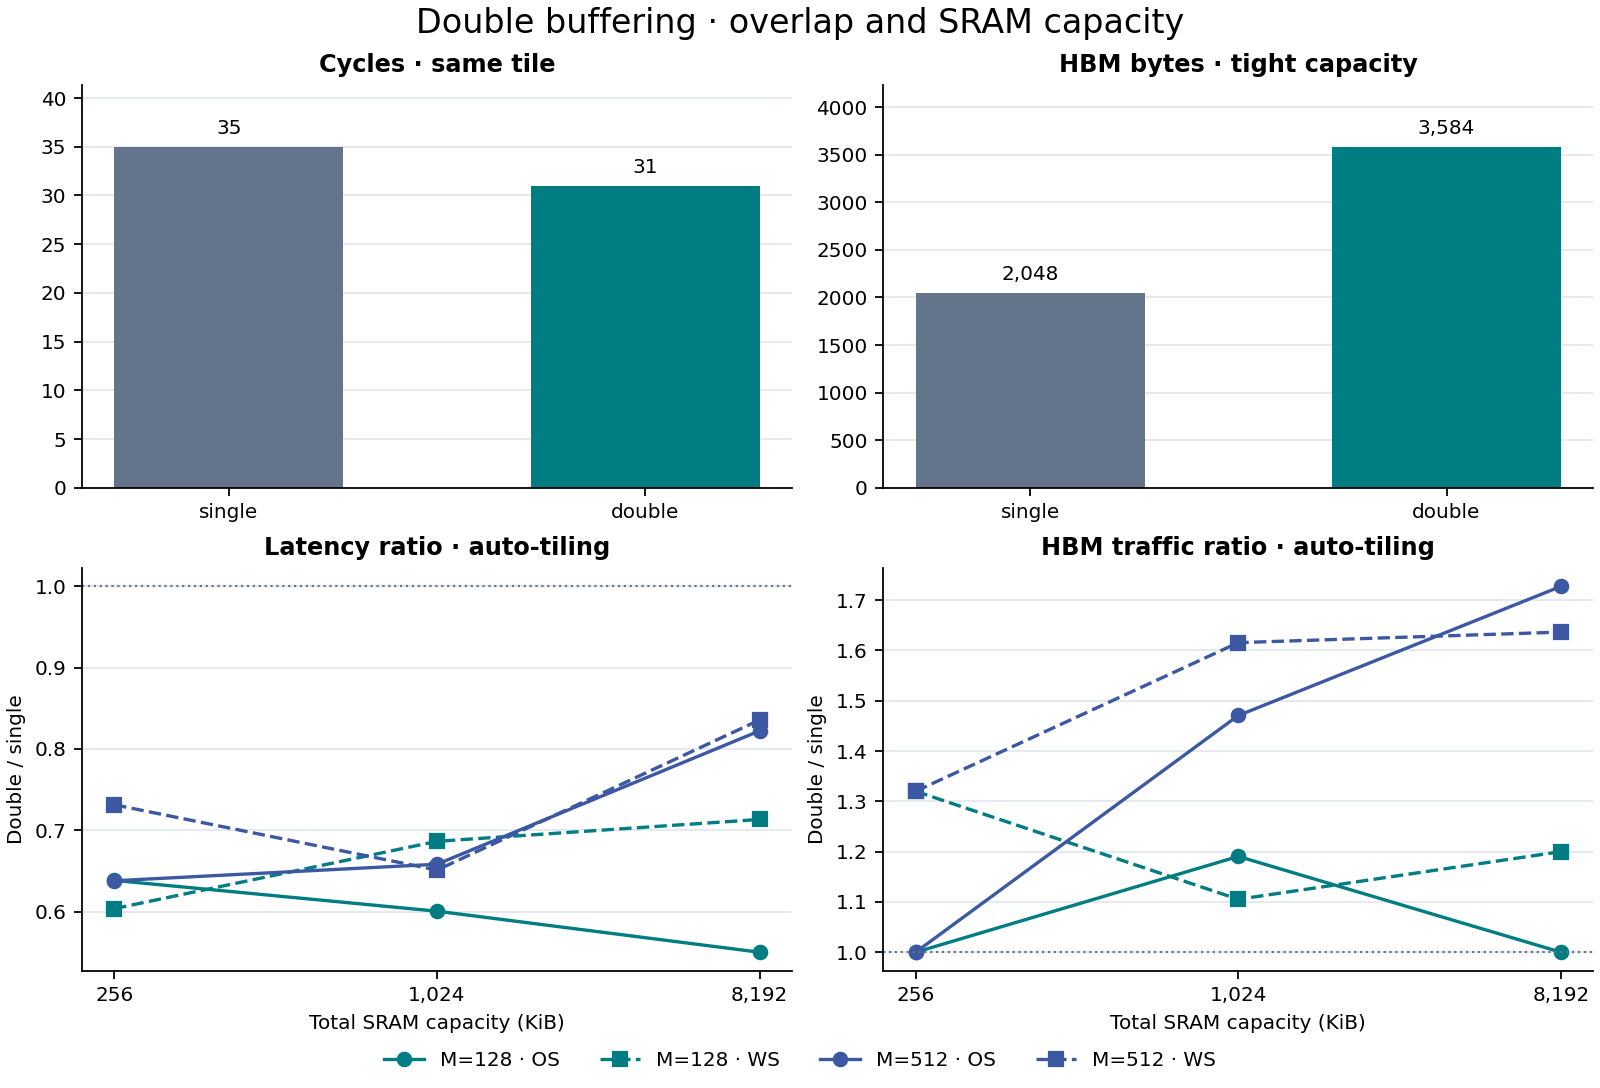 Double buffering · overlap and SRAM capacity
Cycles · same tile
40
35
30
25
20
15
10
5
0
35
31
single
double
HBM bytes · tight capacity
4000
3500
3000
2500
2000
1500
1000
500
0
2,048
3,584
single
double
Latency ratio · auto-tiling
Double / single
1.0
0.9
0.8
0.7
0.6
256
1,024
8,192
Total SRAM capacity (KiB)
HBM traffic ratio · auto-tiling
Double / single
1.7
1.6
1.5
1.4
1.3
1.2
1.1
1.0
256
1,024
8,192
Total SRAM capacity (KiB)
M=128 · OS
M=128 · WS
M=512 · OS
M=512 · WS